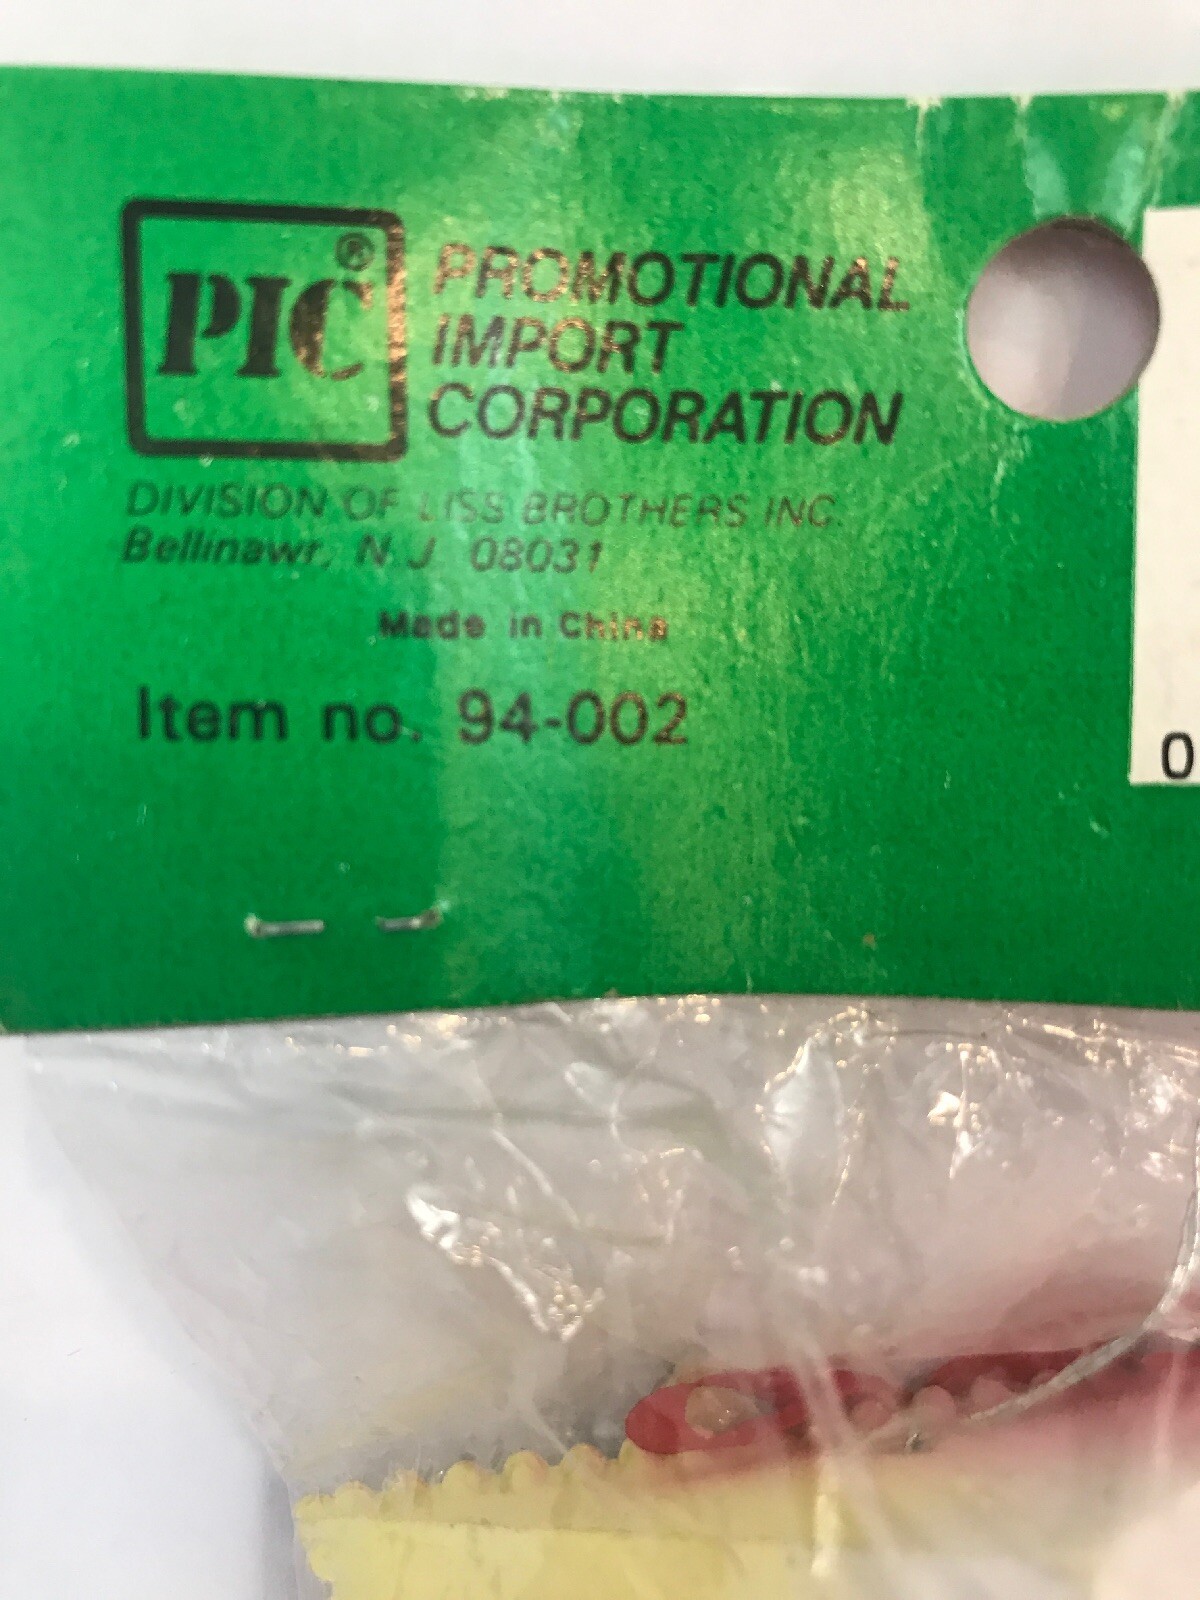 PIC®
PROMOTIONAL
IMPORT
CORPORATION
DIVISION OF LISS BROTHERS INC.
Bellinawr, N.J. 08031
Made in China
Item no. 94-002
0